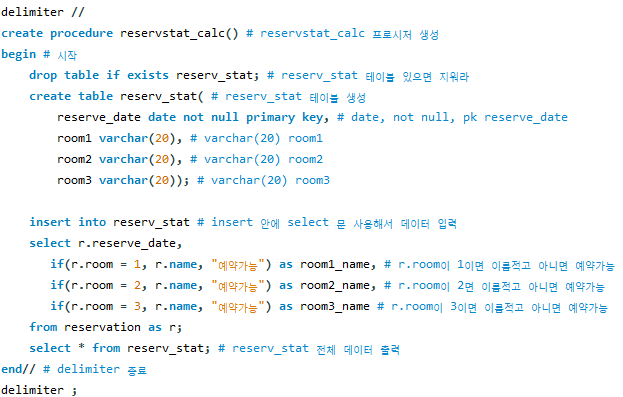 delimiter //
create procedure reservstat_calc() # reservstat_calc 프로시저 생성
begin # 시작
    drop table if exists reserv_stat; # reserv_stat 테이블 있으면 지워라
    create table reserv_stat( # reserv_stat 테이블 생성
        reserve_date date not null primary key, # date, not null, pk reserve_date
        room1 varchar(20), # varchar(20) room1
        room2 varchar(20), # varchar(20) room2
        room3 varchar(20)); # varchar(20) room3

    insert into reserv_stat # insert 안에 select 문 사용해서 데이터 입력
    select r.reserve_date,
       if(r.room = 1, r.name, "예약가능") as room1_name, # r.room이 1이면 이름적고 아니면 예약가능
       if(r.room = 2, r.name, "예약가능") as room2_name, # r.room이 2면 이름적고 아니면 예약가능
       if(r.room = 3, r.name, "예약가능") as room3_name # r.room이 3이면 이름적고 아니면 예약가능
    from reservation as r;
    select * from reserv_stat; # reserv_stat 전체 데이터 출력
end// # delimiter 종료
delimiter ;